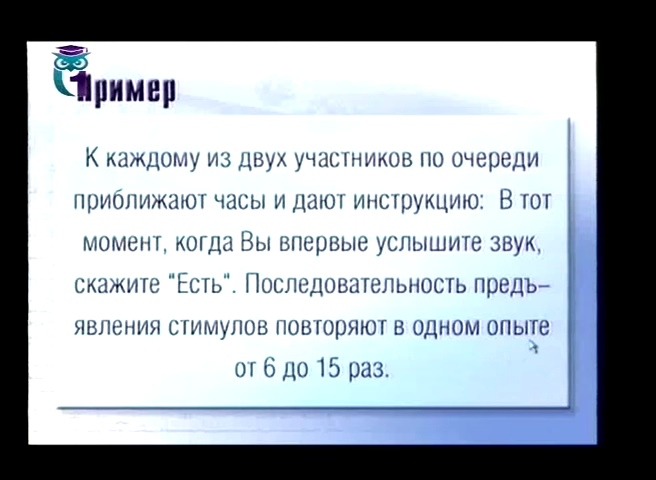 Пример
К каждому из двух участников по очереди
приближают часы и дают инструкцию: В тот
момент, когда Вы впервые услышите звук,
скажите "Есть". Последовательность предъ–
явления стимулов повторяют в одном опыте
от 6 до 15 раз.